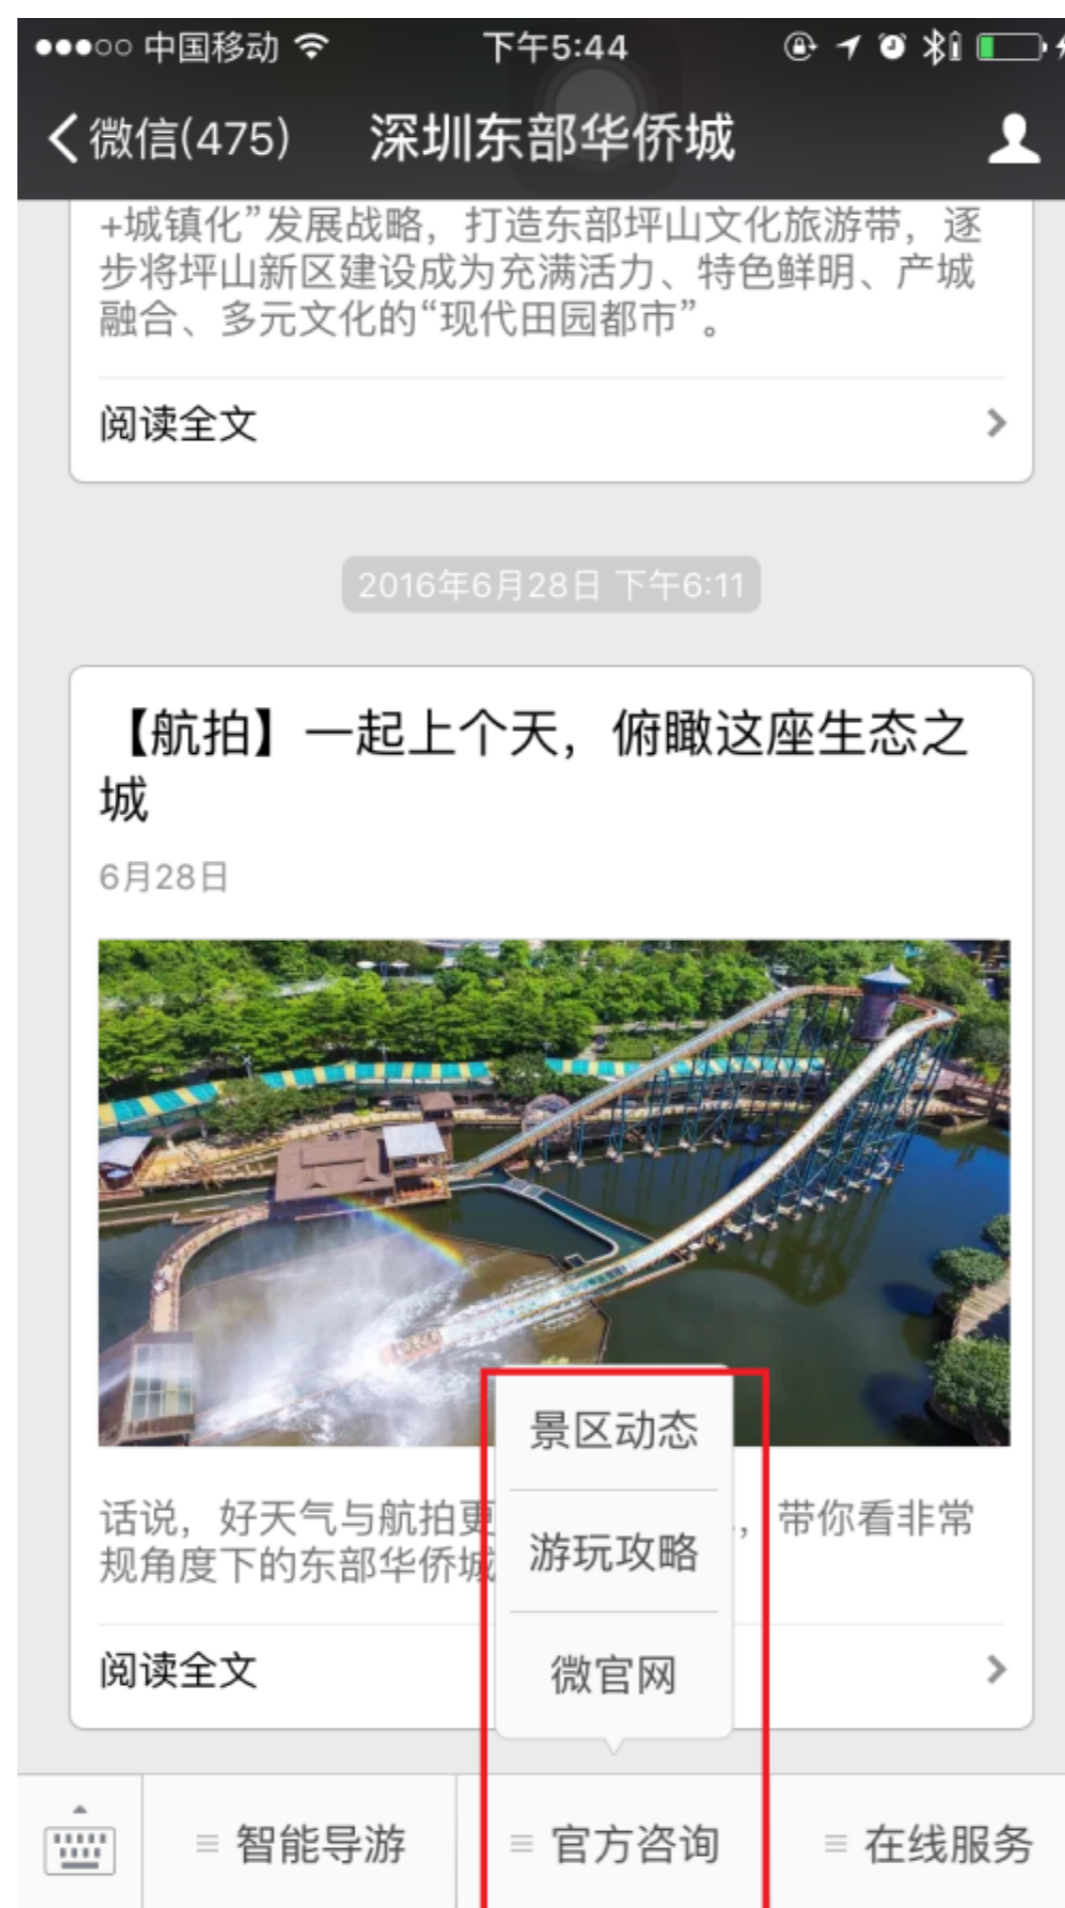 中国移动 下午5:44
微信(475) 深圳东部华侨城
+城镇化”发展战略，打造东部坪山文化旅游带，逐
步将坪山新区建设成为充满活力、特色鲜明、产城
融合、多元文化的“现代田园都市”。
阅读全文
2016年6月28日 下午6:11
【航拍】一起上个天，俯瞰这座生态之
城
6月28日
景区动态
话说，好天气与航拍更 ，带你看非常
规角度下的东部华侨城
游玩攻略
阅读全文
微官网
智能导游 官方咨询 在线服务